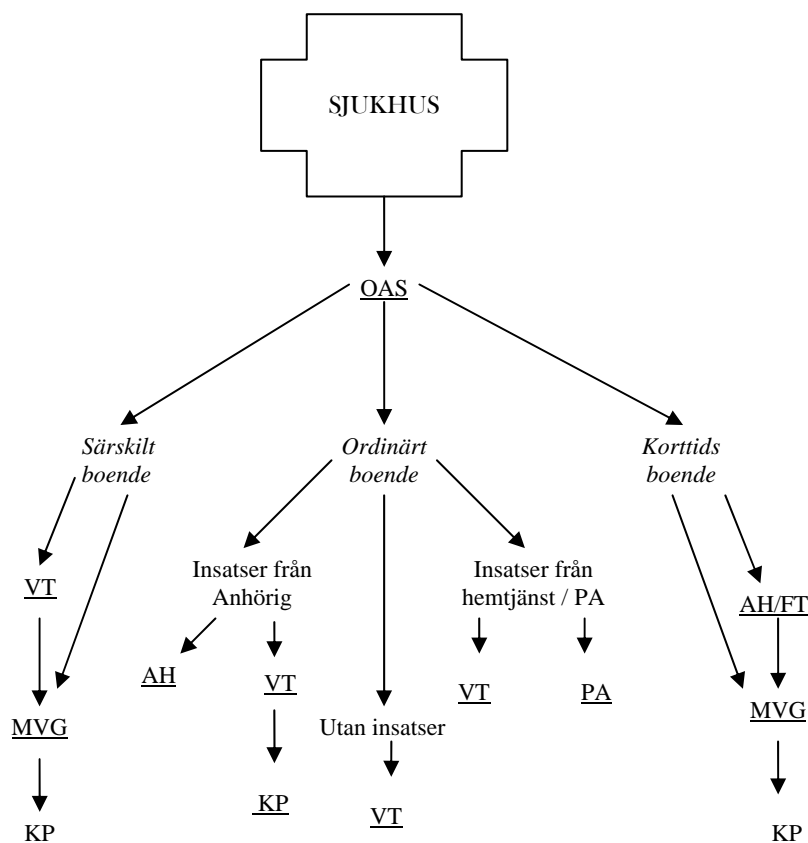 SJUKHUS
OAS
Särskilt
boende
Ordinärt
boende
Korttids
boende
VT
Insatser från
Anhörig
Insatser från
hemtjänst / PA
AH/FT
AH
VT
VT
PA
MVG
Utan insatser
MVG
KP
KP
VT
KP